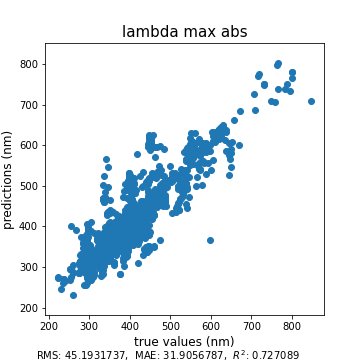 lambda max abs
predictions (nm)
800
700
600
500
400
300
200
200 300 400 500 600 700 800
true values (nm)
RMS: 45.1931737, MAE: 31.9056787, R²: 0.727089